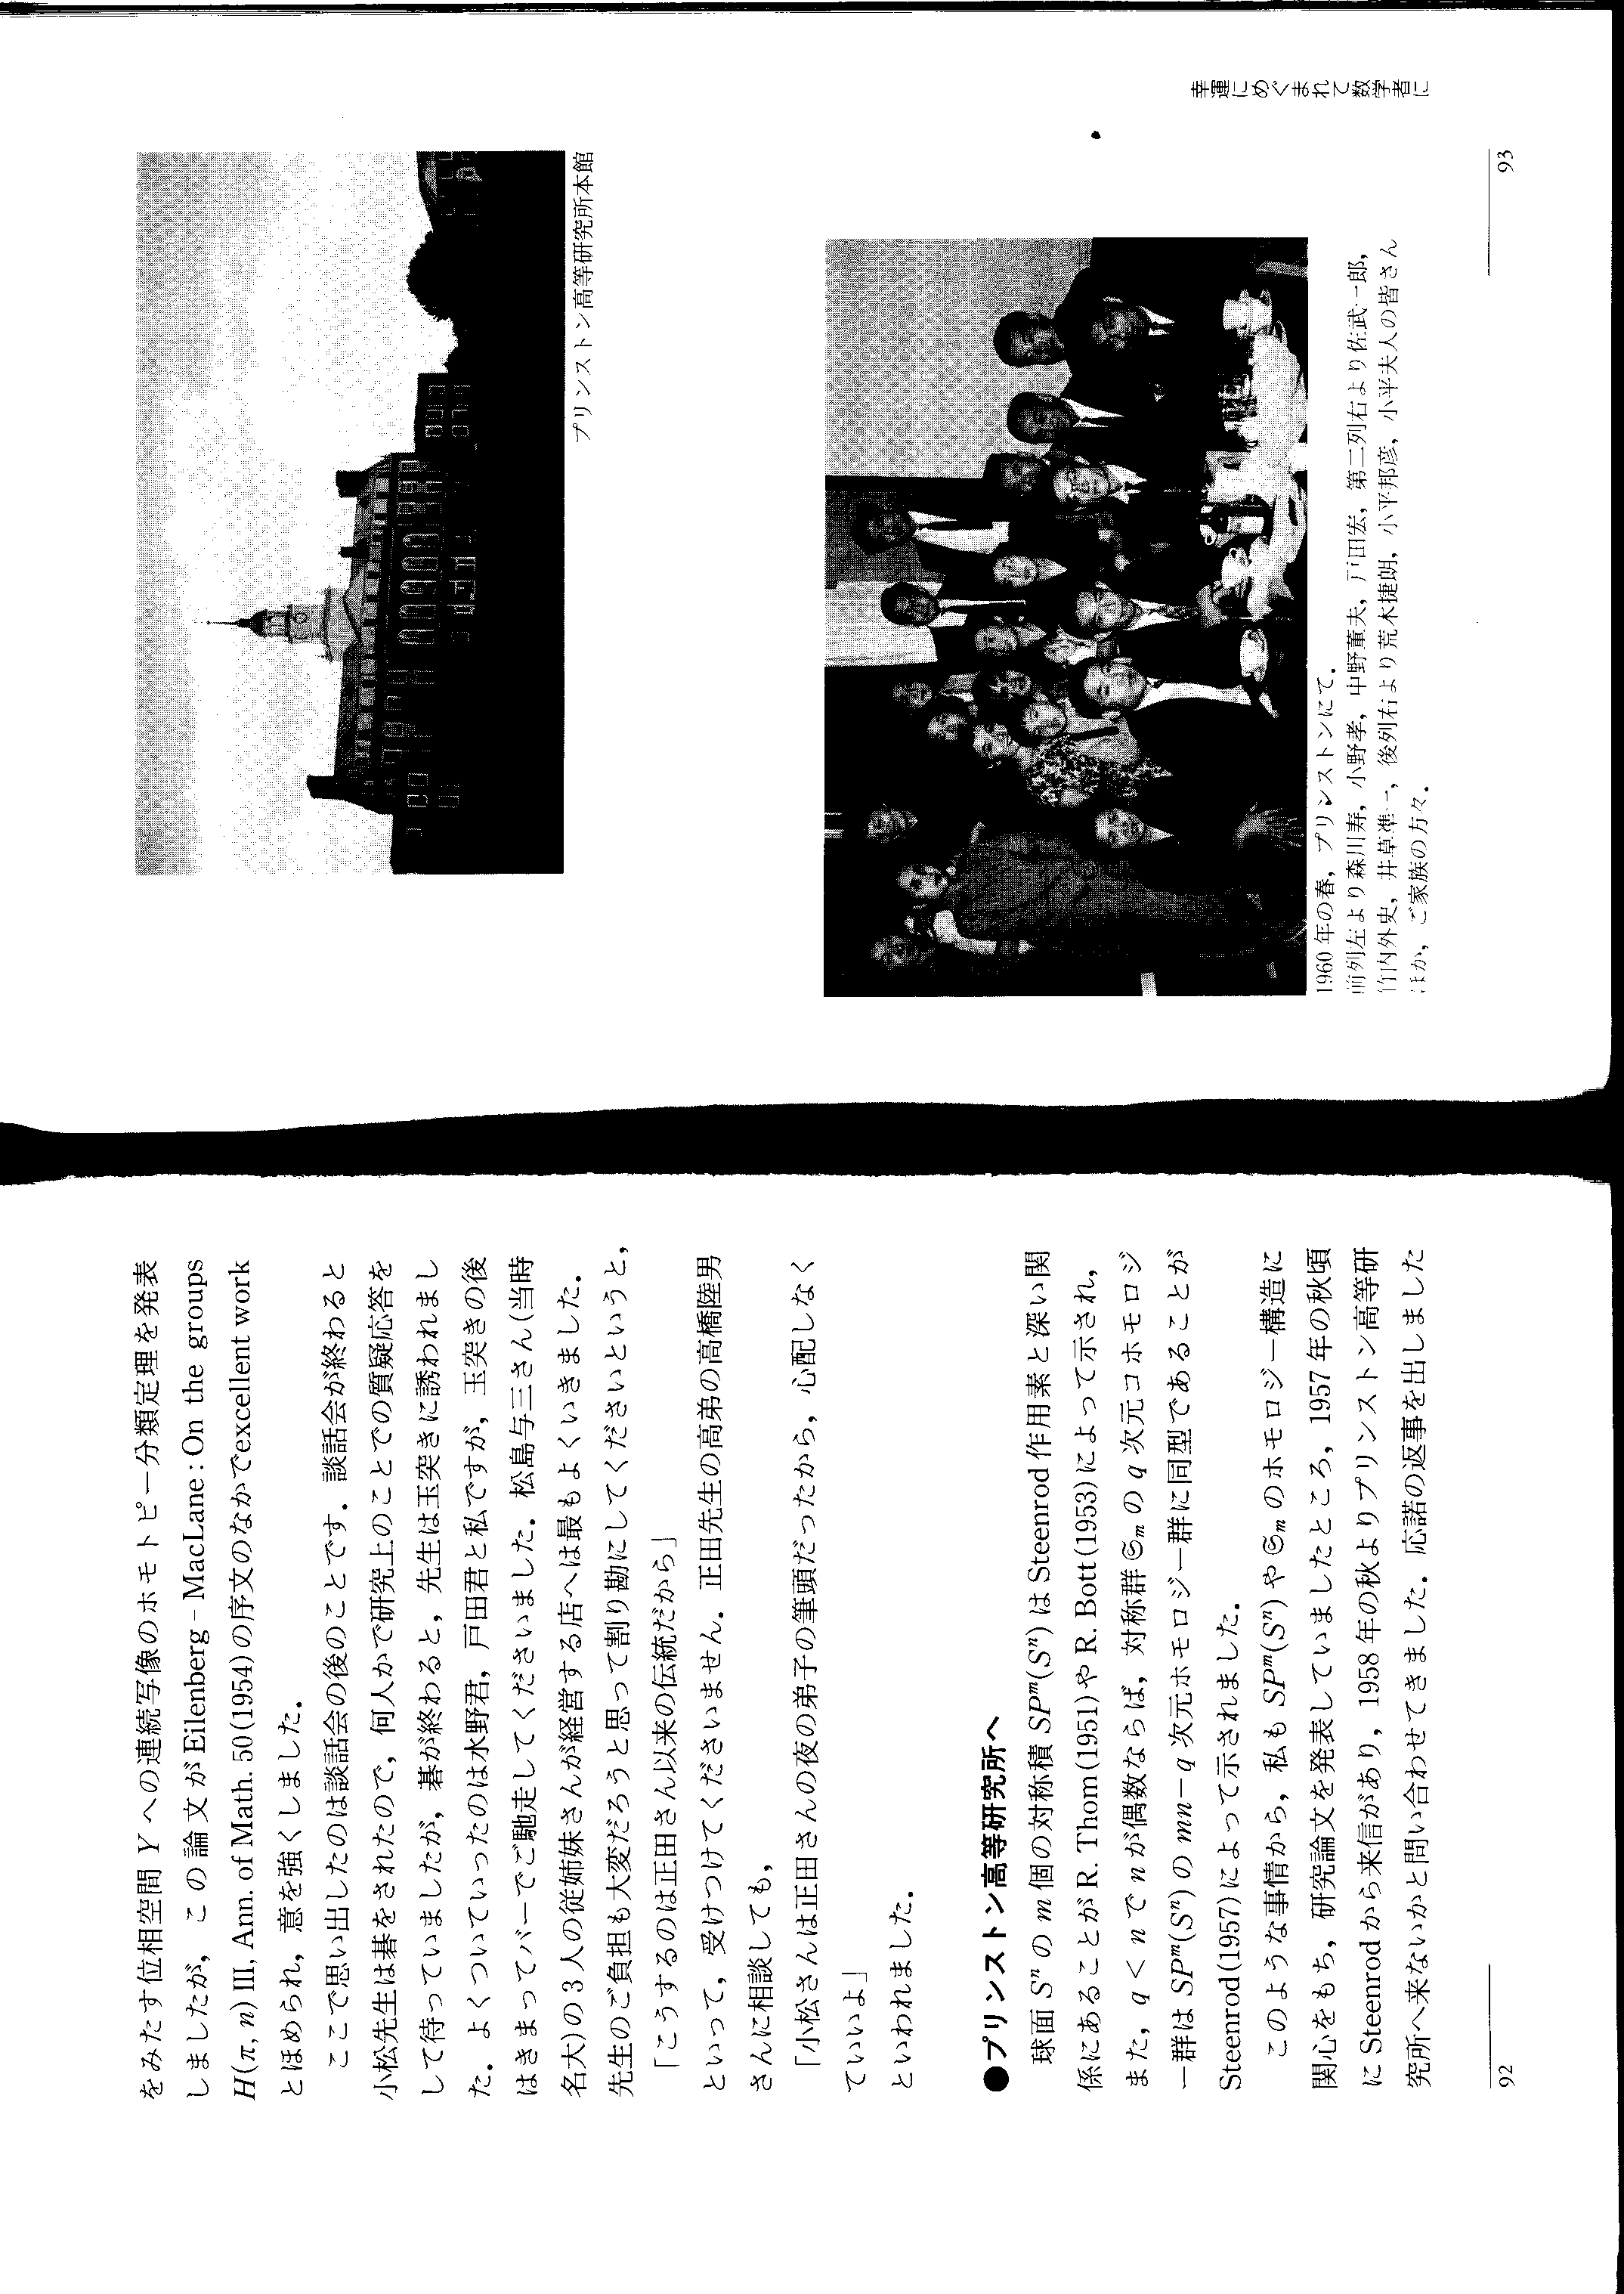 をみたす位相空間 Y への連続写像のホモトピー分類定理を発表
しましたが，この論文が Eilenberg‐MacLane : On the groups
H(π, n) III, Ann. of Math. 50(1954) の序文のなかで excellent work
とほめられ，意を強くしました．
ここで思い出したのは談話会の後のことです．談話会が終わると
小松先生は碁をされたので，何人かで研究上のことでの質疑応答を
して待っていましたが，碁が終わると，先生は玉突きに誘われまし
た．よくついていったのは水野君，戸田君と私ですが，玉突きの後
はきまってバーでご馳走してくださいました．松島与三さん(当時
名大)の 3 人の従姉妹さんが経営する店へは最もよくいきました．
先生のご負担も大変だろうと思って割り勘にしてくださいというと，
「こうするのは正田さん以来の伝統だから」
といって，受けつけてくださいません．正田先生の高弟の高橋陸男
さんに相談しても，
「小松さんは正田さんの夜の弟子の筆頭だったから，心配しなく
ていいよ」
といわれました．
●プリンストン高等研究所へ
球面 Sⁿ の m 個の対称積 SPᵐ(Sⁿ) は Steenrod 作用素と深い関
係にあることが R. Thom(1951) や R. Bott(1953) によって示され，
また，q < n で n が偶数ならば，対称群 𝔖ₘ の q 次元コホモロジ
ー群は SPᵐ(Sⁿ) の mn−q 次元ホモロジー群に同型であることが
Steenrod(1957) によって示されました．
このような事情から，私も SPᵐ(Sⁿ) や 𝔖ₘ のホモロジー構造に
関心をもち，研究論文を発表していましたところ，1957 年の秋頃
に Steenrod から来信があり，1958 年の秋よりプリンストン高等研
究所へ来ないかと問い合わせてきました．応諾の返事を出しました
92
プリンストン高等研究所本館
1960 年の春，プリンストンにて．
前列左より森川寿，小野孝，中野董夫，戸田宏，第二列右より佐武一郎，
竹内外史，井草準一，後列右より荒木捷朗，小平邦彦，小平夫人の皆さん
ほか，ご家族の方々．
幸運にめぐまれて数学者に
93